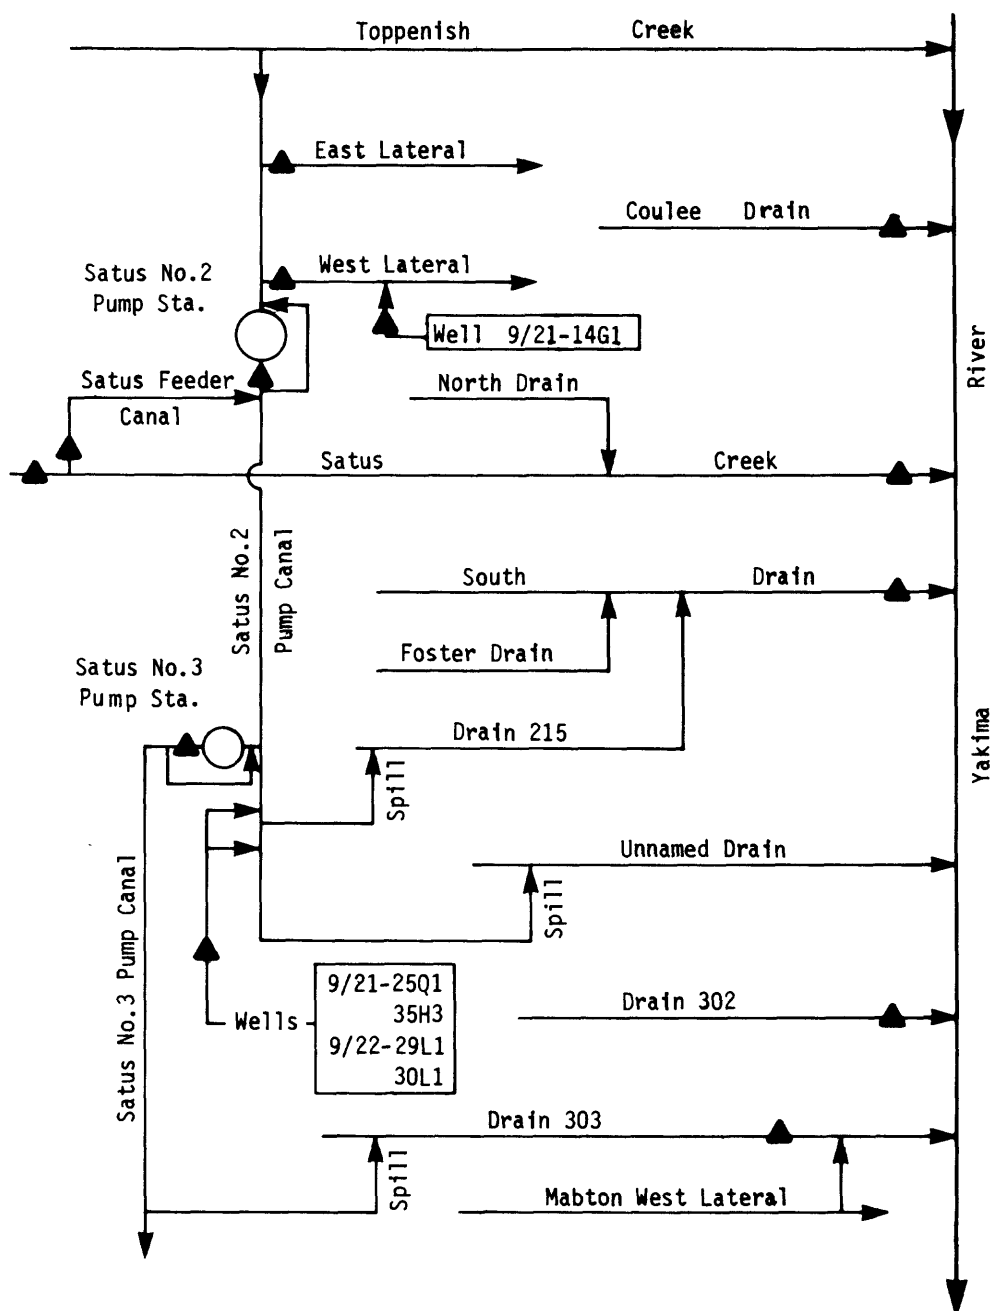 Toppenish Creek
East Lateral
Coulee Drain
West Lateral
Satus No.2
Pump Sta.
Well 9/21-14G1
River
Satus Feeder
Canal
North Drain
Satus Creek
Satus No.2
Pump Canal
South Drain
Foster Drain
Satus No.3
Pump Sta.
Drain 215
Spill
Yakima
Unnamed Drain
Spill
Satus No.3 Pump Canal
Wells
9/21-25Q1
35H3
9/22-29L1
30L1
Drain 302
Drain 303
Spill
Mabton West Lateral